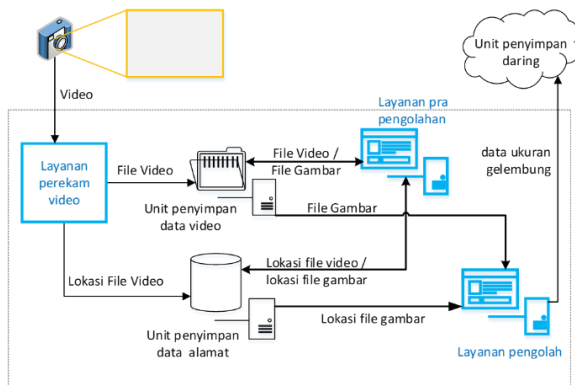 Unit penyimpan
daring
Video
Layanan pra
pengolahan
Layanan
perekam
video
File Video
File Video /
File Gambar
data ukuran
gelembung
Unit penyimpan
data video
File Gambar
Lokasi File Video
Lokasi file video /
lokasi file gambar
Lokasi file gambar
Unit penyimpan
data alamat
Layanan pengolah